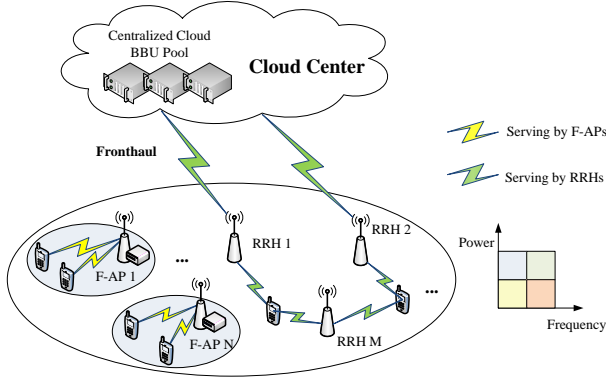 Centralized Cloud
BBU Pool
Cloud Center
Fronthaul
Serving by F-APs
Serving by RRHs
RRH 1
RRH 2
Power
...
F-AP 1
...
F-AP N
RRH M
Frequency